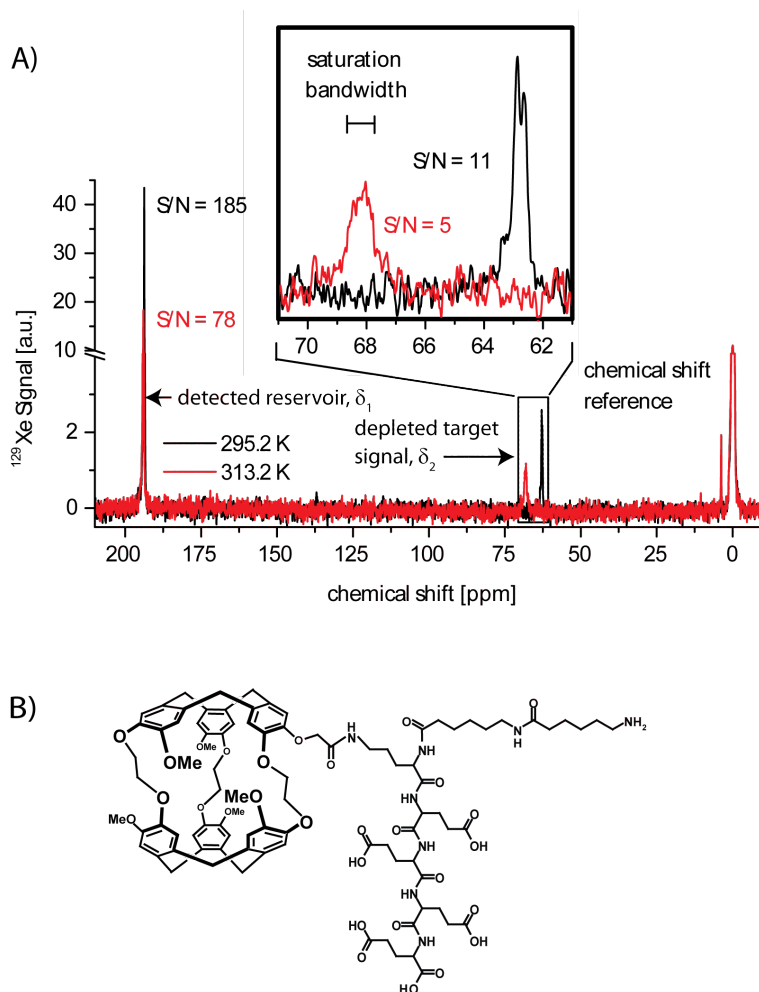 A)
saturation
bandwidth
S/N = 11
S/N = 185
S/N = 5
S/N = 78
70 68 66 64 62
40
30
20
10
2
0
129Xe Signal [a.u.]
detected reservoir, δ1
chemical shift
reference
depleted target
signal, δ2
295.2 K
313.2 K
200 175 150 125 100 75 50 25 0
chemical shift [ppm]
B)
O
O
NH2
N
H
O
H
N
H
N
O
OMe
O
O
OMe
O
O
O
HN
O
O
O
MeO
OMe
O
O
NH
O
OH
MeO
O
O
HO
O
HN
O
NH
O
HO
O
O
NH
OH
O
HO